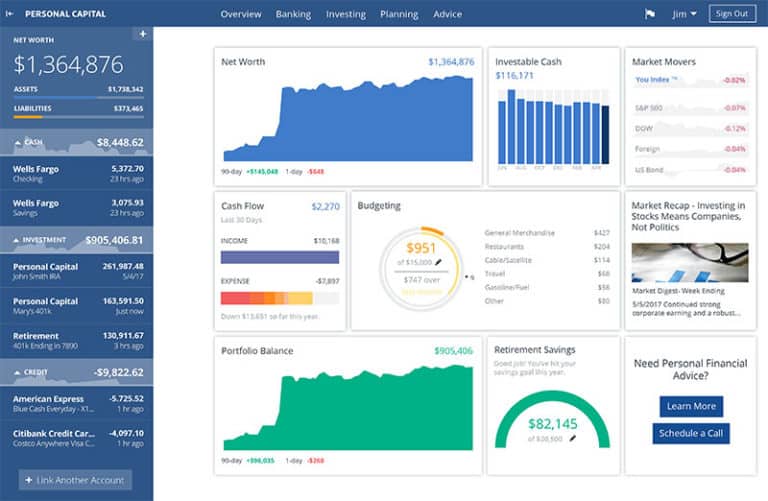 PERSONAL CAPITAL
Overview
Banking
Investing
Planning
Advice
Jim
Sign Out
NET WORTH
+
$1,364,876
ASSETS $1,738,342
LIABILITIES $373,465
CASH $8,448.62
Wells Fargo 5,372.70
Checking 23 hrs ago
Wells Fargo 3,075.93
Savings 23 hrs ago
INVESTMENT $905,406.81
Personal Capital 261,987.48
John Smith IRA 5/4/17
Personal Capital 163,591.50
Mary's 401k Just now
Retirement 130,911.67
401k Ending in 7890 3 hrs ago
CREDIT -$9,822.62
American Express -5,725.52
Blue Cash Everyday - X1... 1 hr ago
Citibank Credit Car... -4,097.10
Costco Anywhere Visa C... 1 hr ago
+ Link Another Account
Net Worth $1,364,876
90-day +$145,048 1-day -$648
Investable Cash
$116,171
AUG OCT DEC FEB APR
Market Movers
You Index ™ -0.02%
S&P 500 -0.07%
DOW -0.12%
Foreign -0.04%
US Bond -0.04%
Cash Flow $2,270
Last 30 Days
INCOME $10,168
EXPENSE -$7,897
Down $13,651 so far this year.
Budgeting
$951
of $15,000
$747 over
General Merchandise $427
Restaurants $204
Cable/Satellite $114
Travel $68
Gasoline/Fuel $56
Other $80
Market Recap - Investing in
Stocks Means Companies,
Not Politics
Market Digest- Week Ending
5/5/2017 Continued strong
corporate earning and a robust...
Portfolio Balance $905,406
90-day +$98,035 1-day -$268
Retirement Savings
Good job! You've hit your
savings goal this year.
$82,145
of $20,500
Need Personal Financial
Advice?
Learn More
Schedule a Call